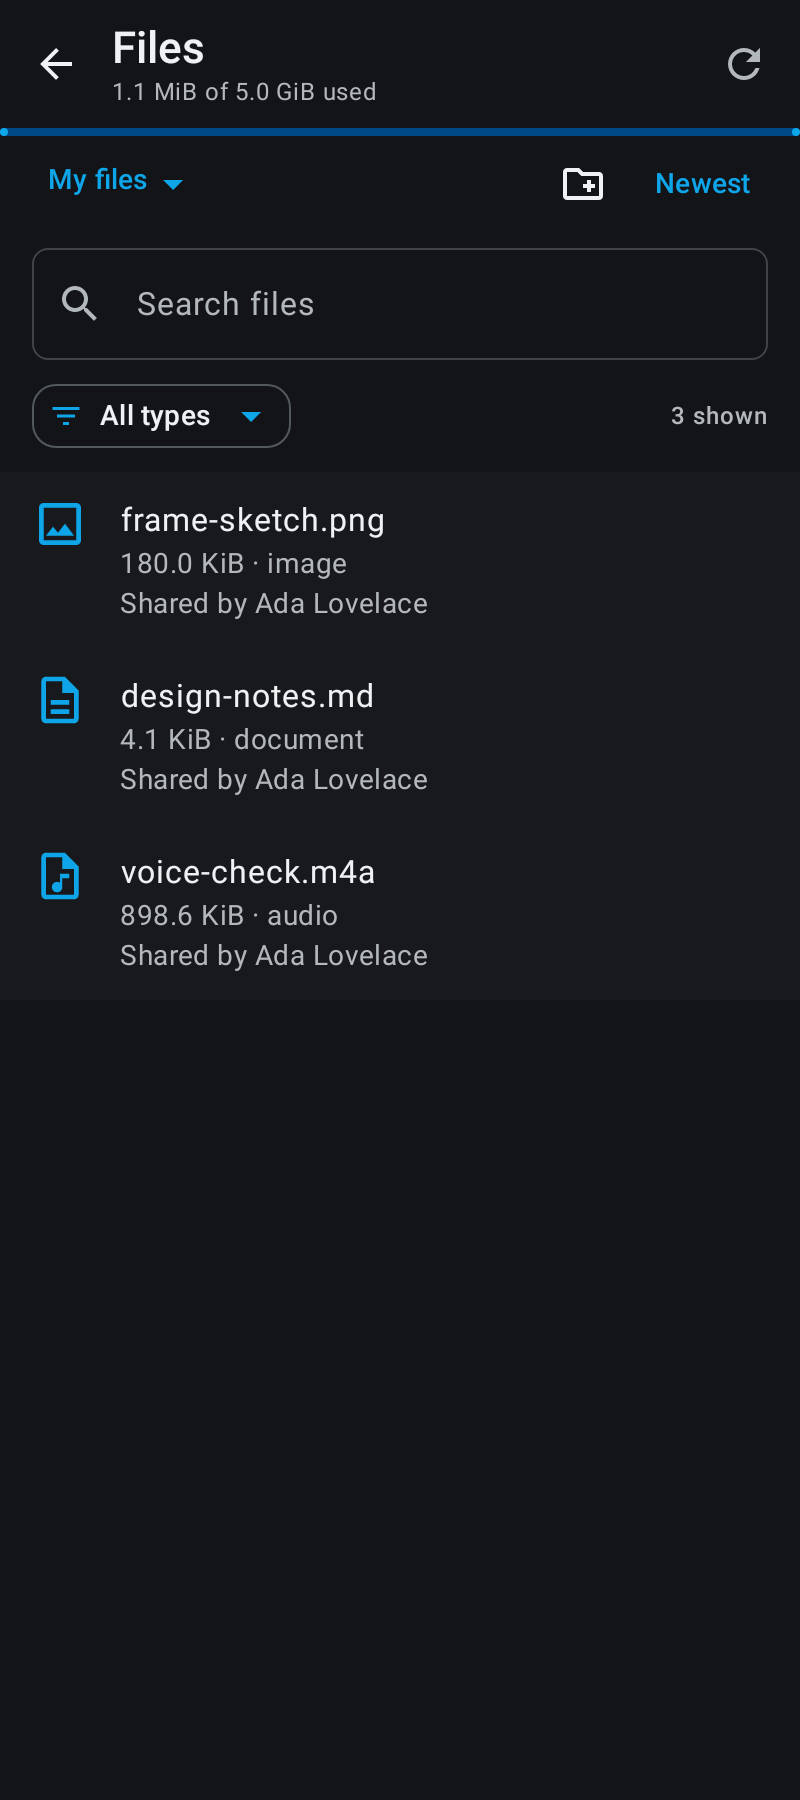 Files
1.1 MiB of 5.0 GiB used
My files
Newest
Search files
All types
3 shown
frame-sketch.png
180.0 KiB · image
Shared by Ada Lovelace
design-notes.md
4.1 KiB · document
Shared by Ada Lovelace
voice-check.m4a
898.6 KiB · audio
Shared by Ada Lovelace